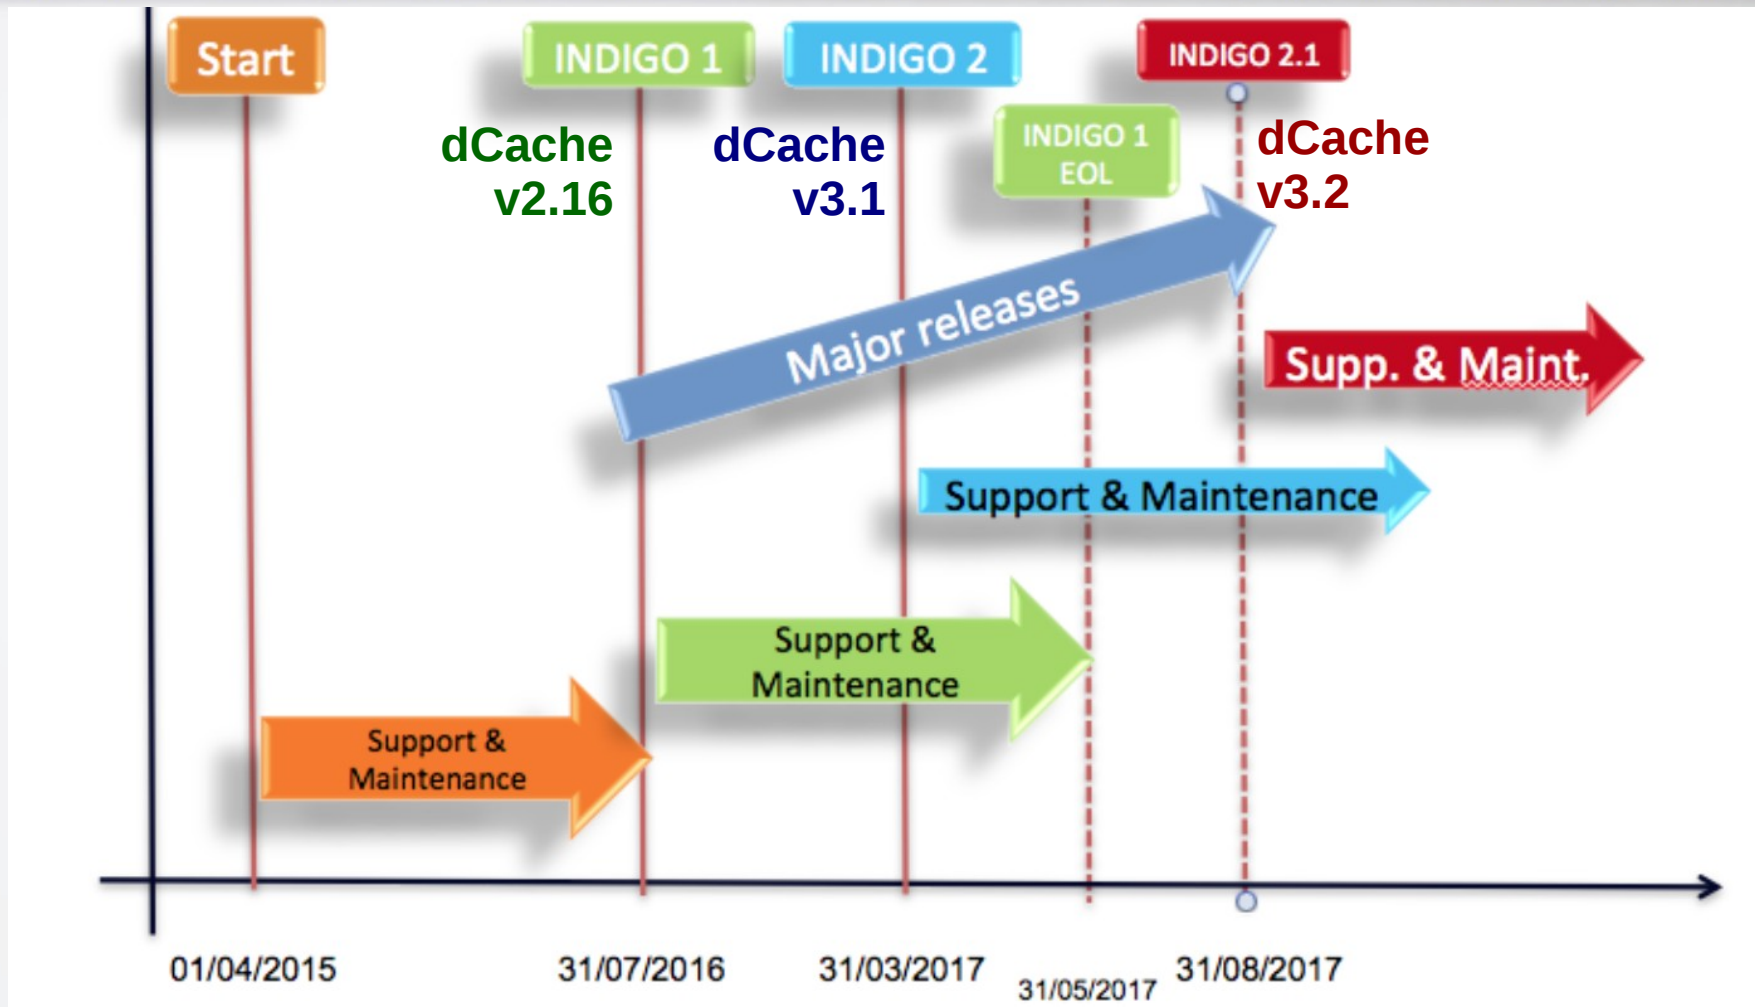 Start
INDIGO 1
INDIGO 2
INDIGO 2.1
dCache
v2.16
dCache
v3.1
INDIGO 1
EOL
dCache
v3.2
Major releases
Supp. & Maint.
Support & Maintenance
Support &
Maintenance
Support &
Maintenance
01/04/2015
31/07/2016
31/03/2017
31/05/2017
31/08/2017